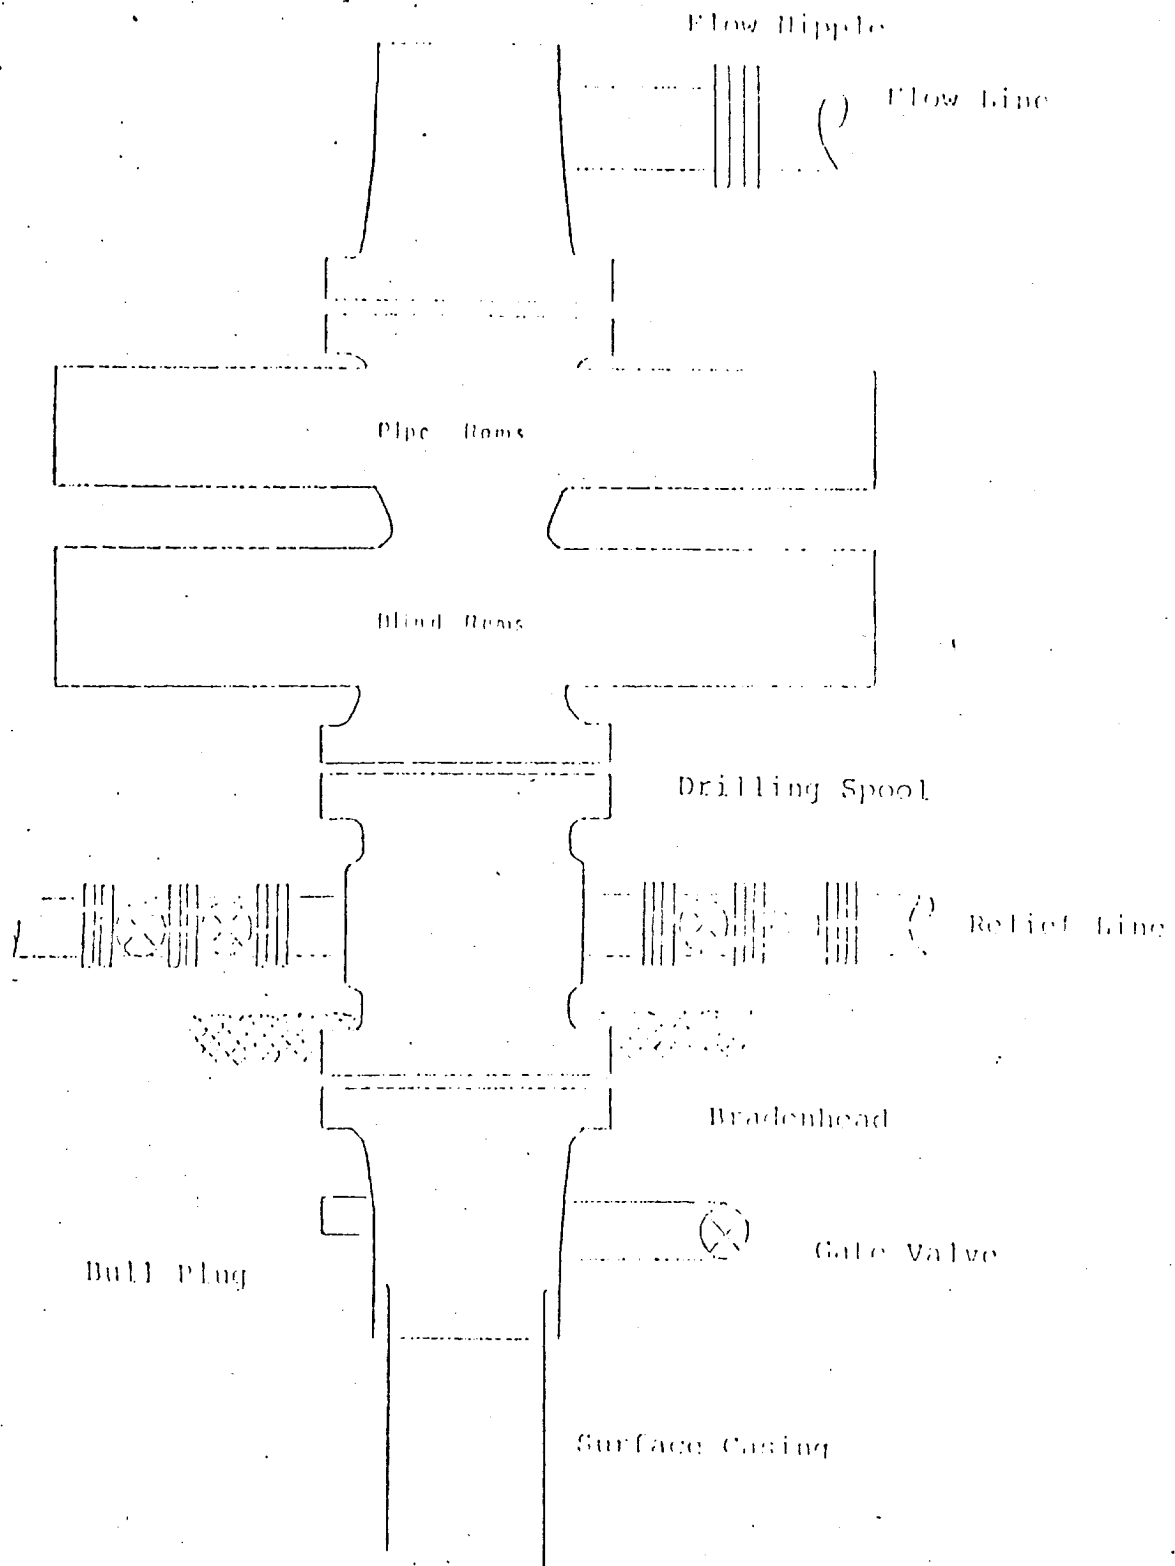 Flow Nipple
Flow Line
Pipe Rams
Blind Rams
Drilling Spool
Relief Line
Bradenhead
Gate Valve
Bull Plug
Surface Casing